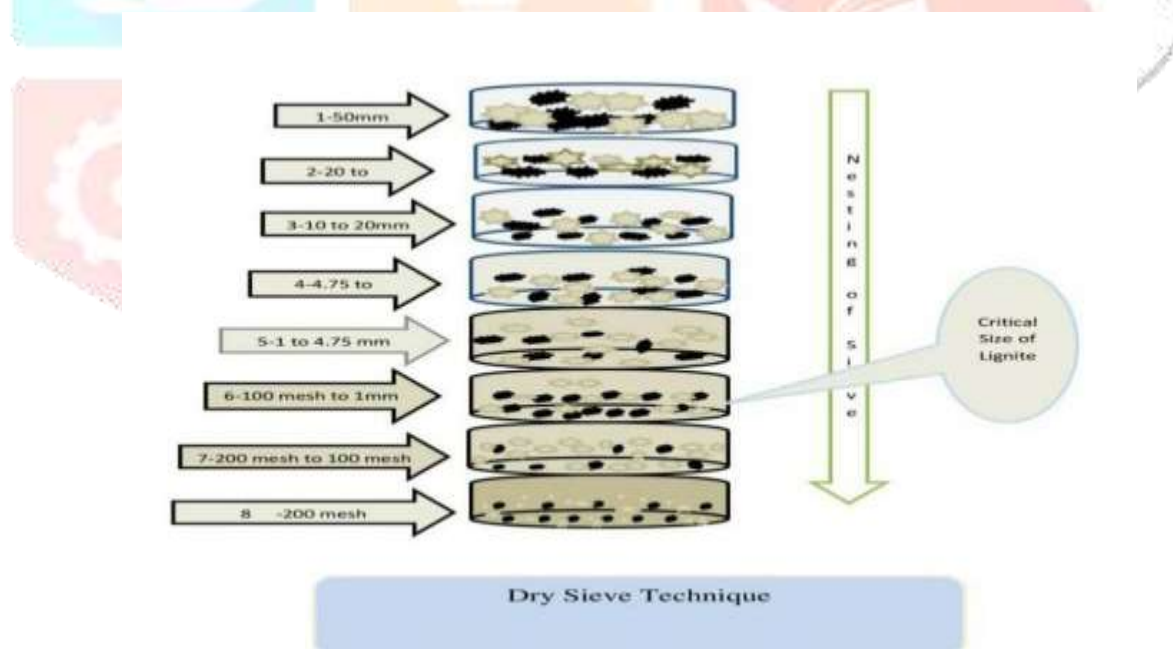 1-50mm
2-20 to
3-10 to 20mm
4-4.75 to
5-1 to 4.75 mm
6-100 mesh to 1mm
7-200 mesh to 100 mesh
8 -200 mesh
Nesting of Sieve
Critical
Size of
Lignite
Dry Sieve Technique